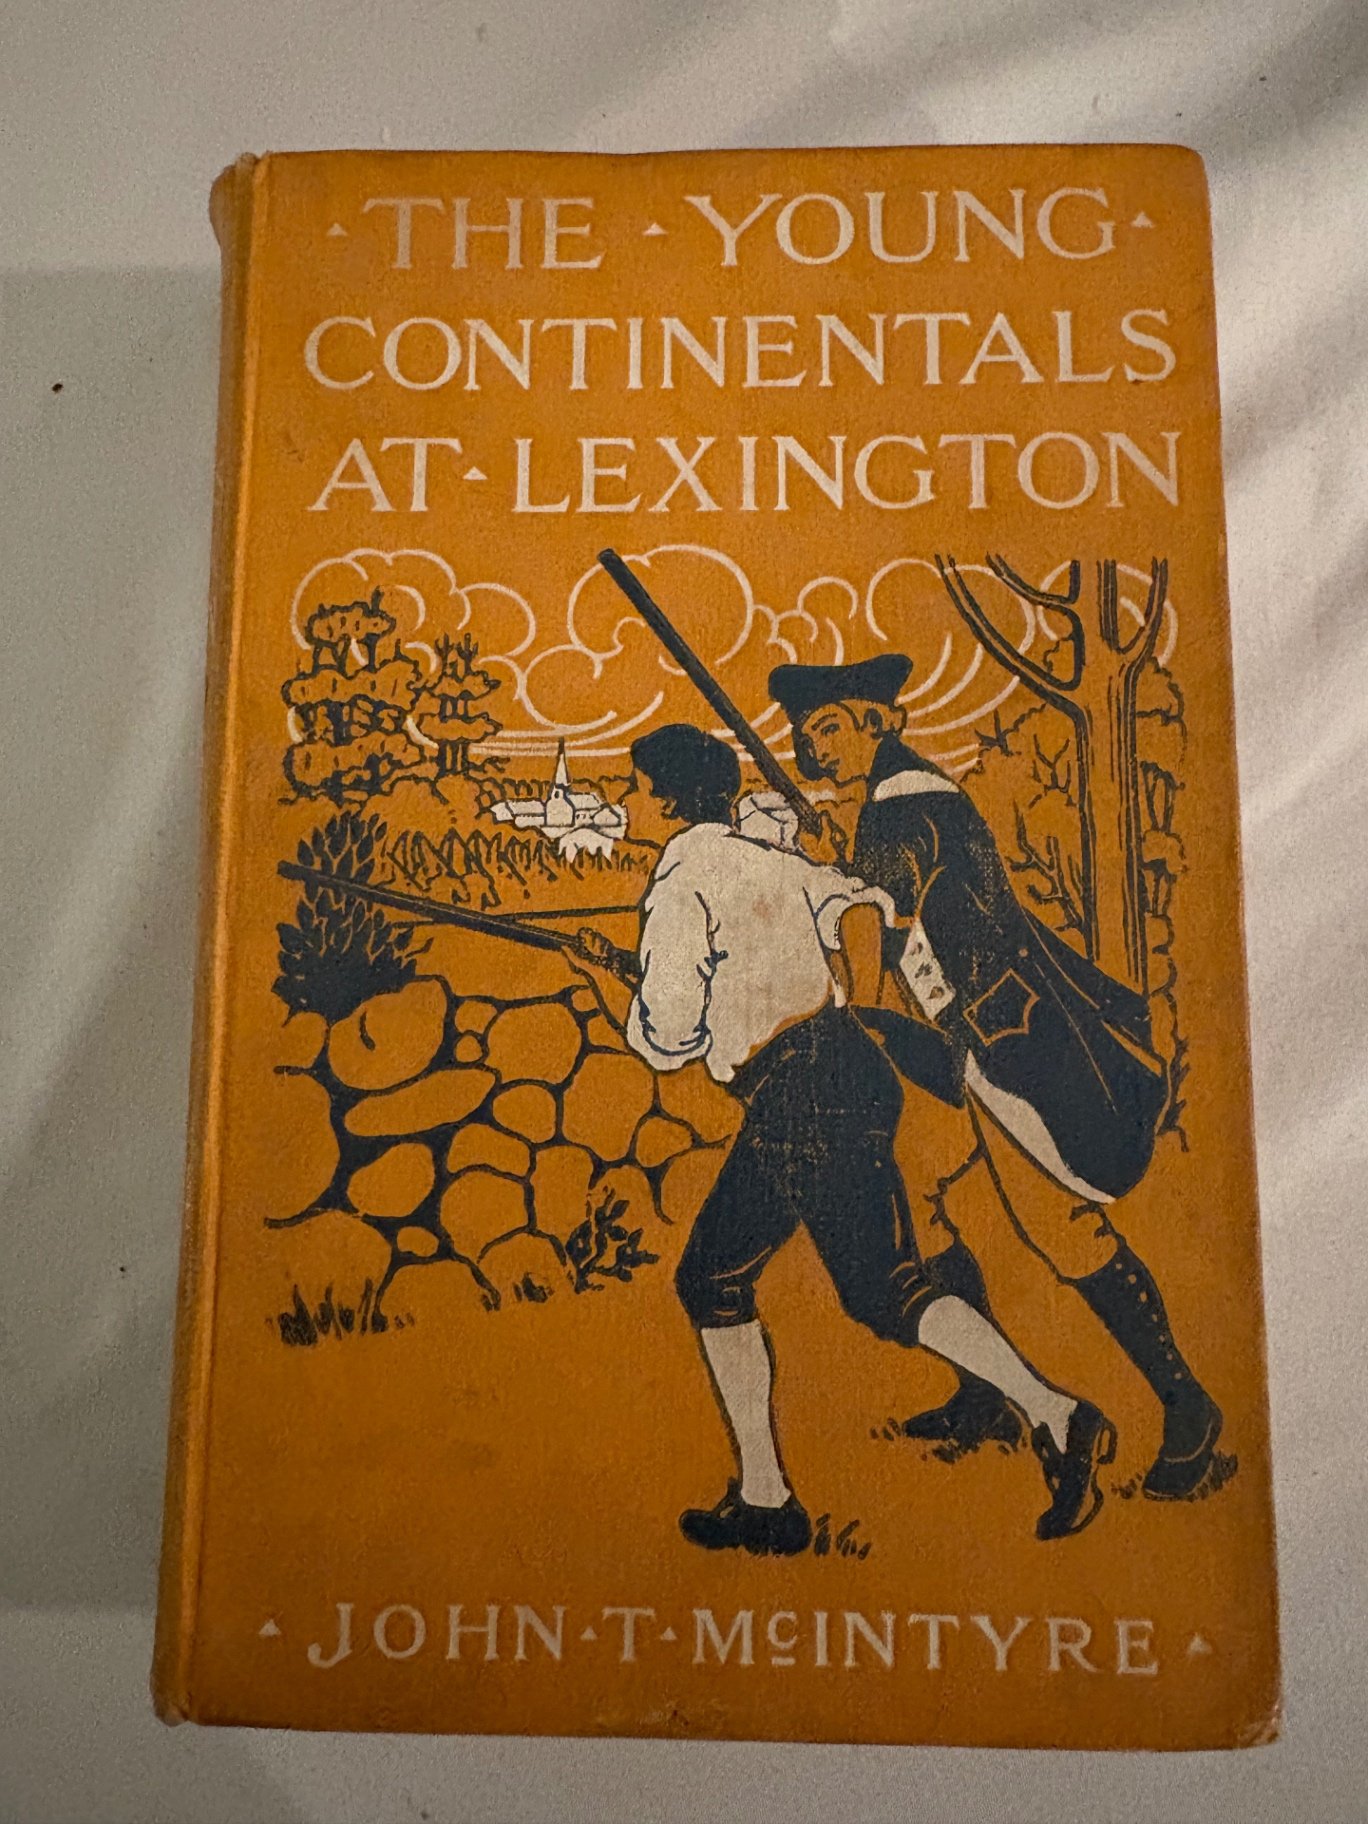 THE YOUNG
CONTINENTALS
AT LEXINGTON
JOHN T McINTYRE